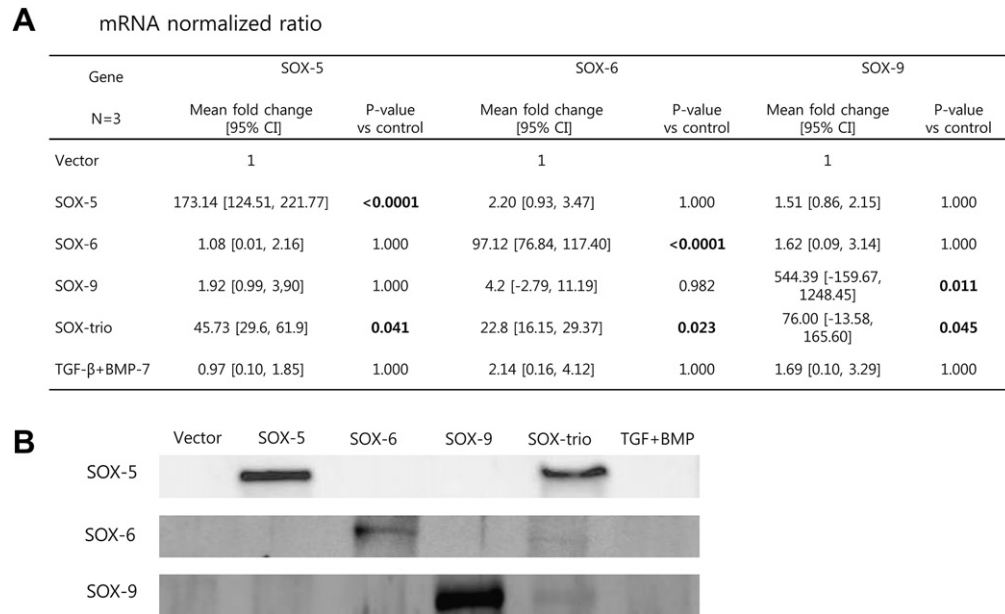 A mRNA normalized ratio
Gene SOX-5 SOX-6 SOX-9
N=3 Mean fold change [95% CI] P-value vs control Mean fold change [95% CI] P-value vs control Mean fold change [95% CI] P-value vs control
Vector 1 1 1
SOX-5 173.14 [124.51, 221.77] <0.0001 2.20 [0.93, 3.47] 1.000 1.51 [0.86, 2.15] 1.000
SOX-6 1.08 [0.01, 2.16] 1.000 97.12 [76.84, 117.40] <0.0001 1.62 [0.09, 3.14] 1.000
SOX-9 1.92 [0.99, 3,90] 1.000 4.2 [-2.79, 11.19] 0.982 544.39 [-159.67, 1248.45] 0.011
SOX-trio 45.73 [29.6, 61.9] 0.041 22.8 [16.15, 29.37] 0.023 76.00 [-13.58, 165.60] 0.045
TGF-β+BMP-7 0.97 [0.10, 1.85] 1.000 2.14 [0.16, 4.12] 1.000 1.69 [0.10, 3.29] 1.000
B Vector SOX-5 SOX-6 SOX-9 SOX-trio TGF+BMP
SOX-5
SOX-6
SOX-9